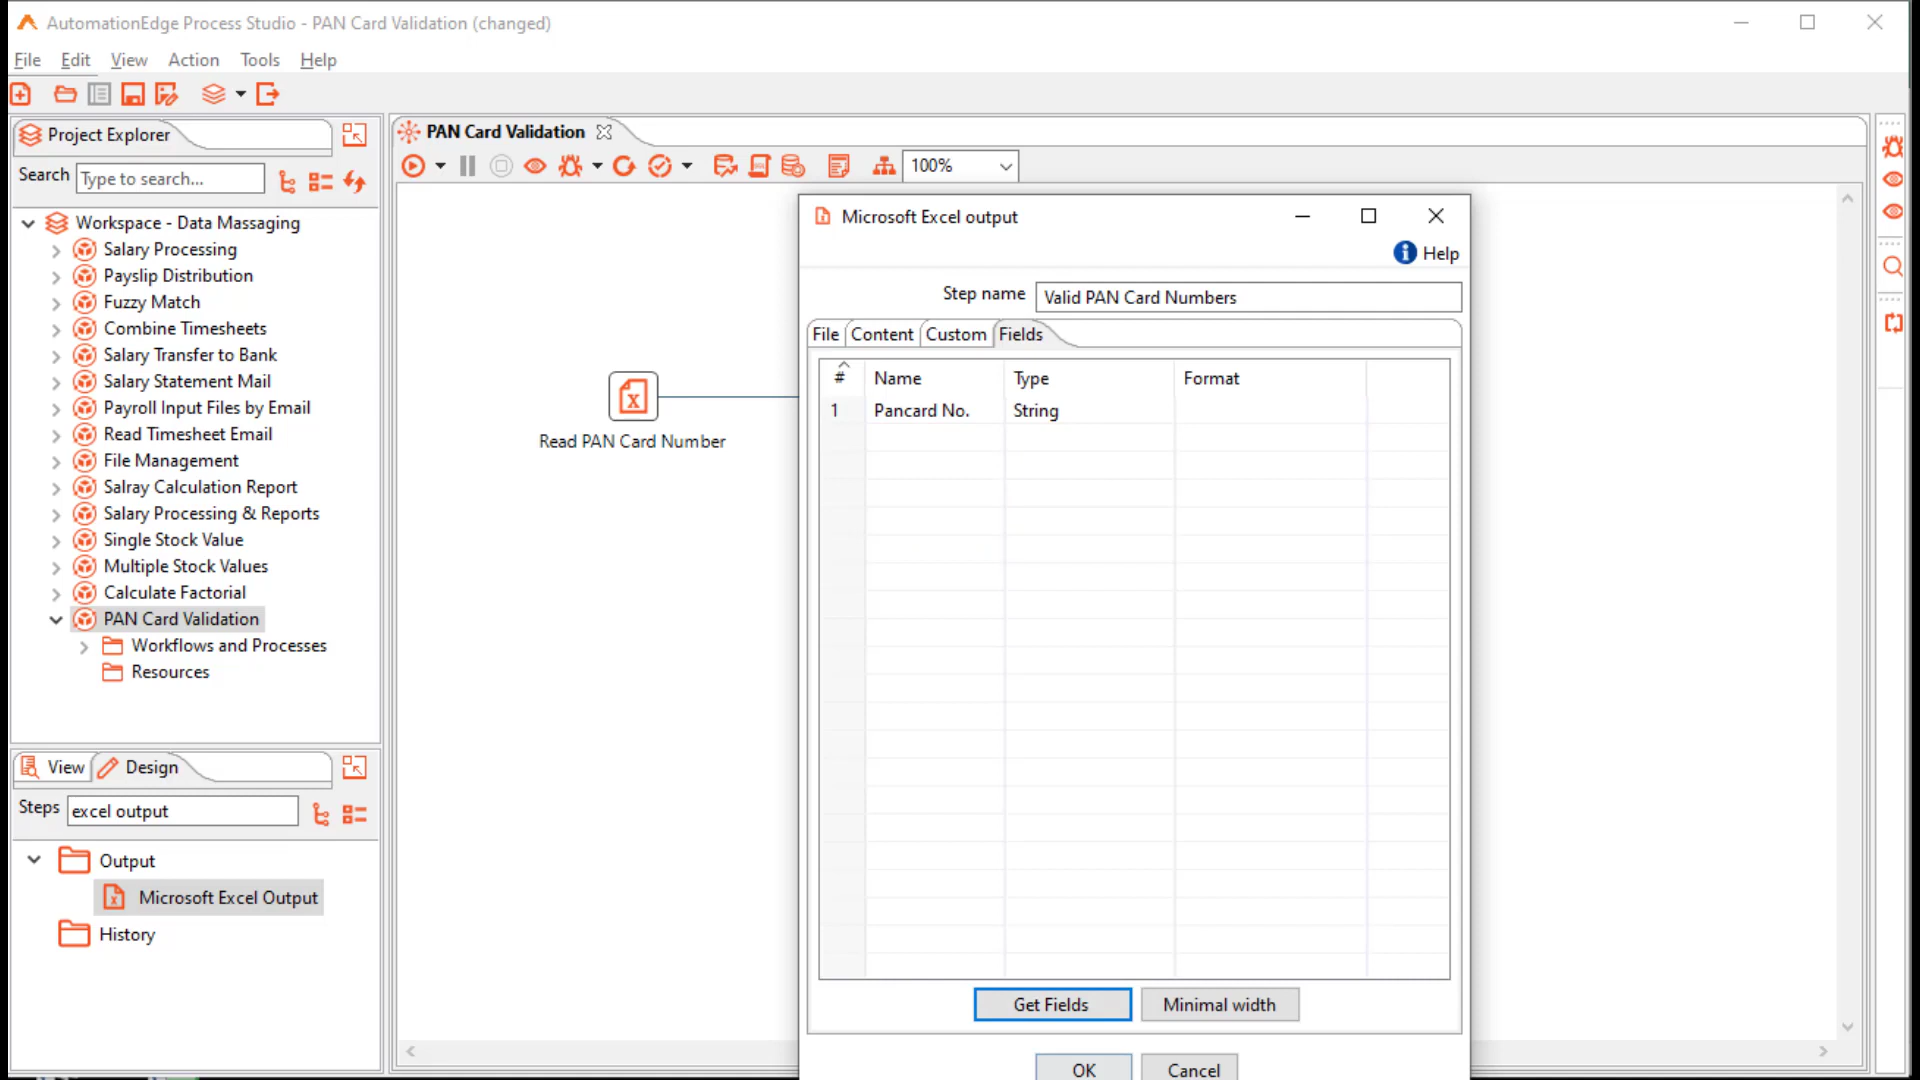 AutomationEdge Process Studio - PAN Card Validation (changed)
File Edit View Action Tools Help
Project Explorer
Search Type to search...
Workspace - Data Massaging
Salary Processing
Payslip Distribution
Fuzzy Match
Combine Timesheets
Salary Transfer to Bank
Salary Statement Mail
Payroll Input Files by Email
Read Timesheet Email
File Management
Salray Calculation Report
Salary Processing & Reports
Single Stock Value
Multiple Stock Values
Calculate Factorial
PAN Card Validation
Workflows and Processes
Resources
View Design
Steps excel output
Output
Microsoft Excel Output
History
PAN Card Validation
100%
Read PAN Card Number
Microsoft Excel output
Help
Step name Valid PAN Card Numbers
File Content Custom Fields
# Name Type Format
1 Pancard No. String
Get Fields Minimal width
OK Cancel